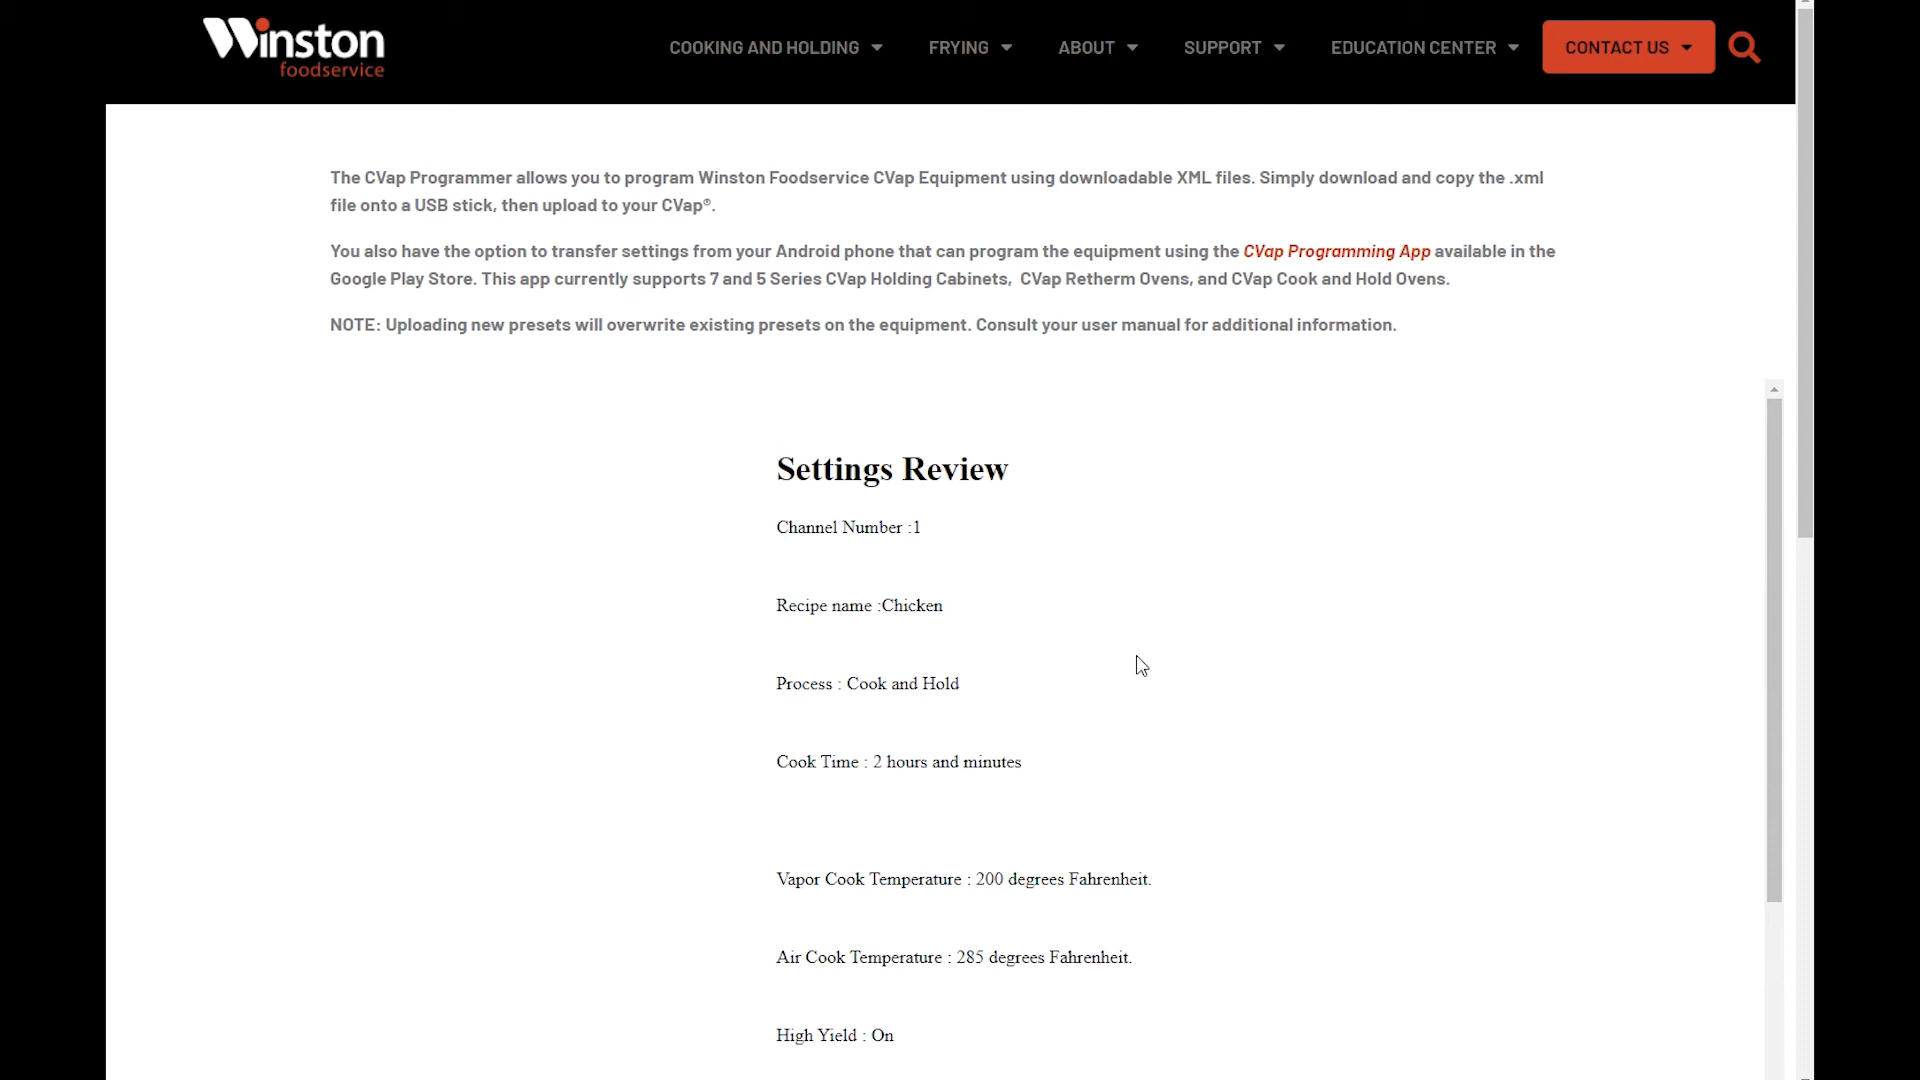 Winston
foodservice
COOKING AND HOLDING
FRYING
ABOUT
SUPPORT
EDUCATION CENTER
CONTACT US
The CVap Programmer allows you to program Winston Foodservice CVap Equipment using downloadable XML files. Simply download and copy the .xml
file onto a USB stick, then upload to your CVap®.
You also have the option to transfer settings from your Android phone that can program the equipment using the CVap Programming App available in the
Google Play Store. This app currently supports 7 and 5 Series CVap Holding Cabinets, CVap Retherm Ovens, and CVap Cook and Hold Ovens.
NOTE: Uploading new presets will overwrite existing presets on the equipment. Consult your user manual for additional information.
Settings Review
Channel Number :1
Recipe name :Chicken
Process : Cook and Hold
Cook Time : 2 hours and minutes
Vapor Cook Temperature : 200 degrees Fahrenheit.
Air Cook Temperature : 285 degrees Fahrenheit.
High Yield : On